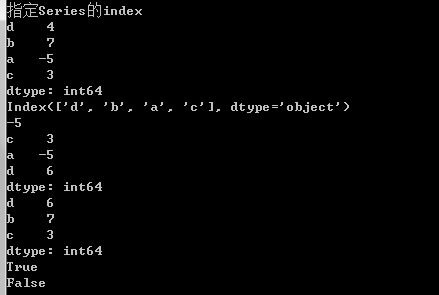 指定Series的index
d    4
b    7
a   -5
c    3
dtype: int64
Index(['d', 'b', 'a', 'c'], dtype='object')
-5
c    3
a   -5
d    6
dtype: int64
d    6
b    7
c    3
dtype: int64
True
False